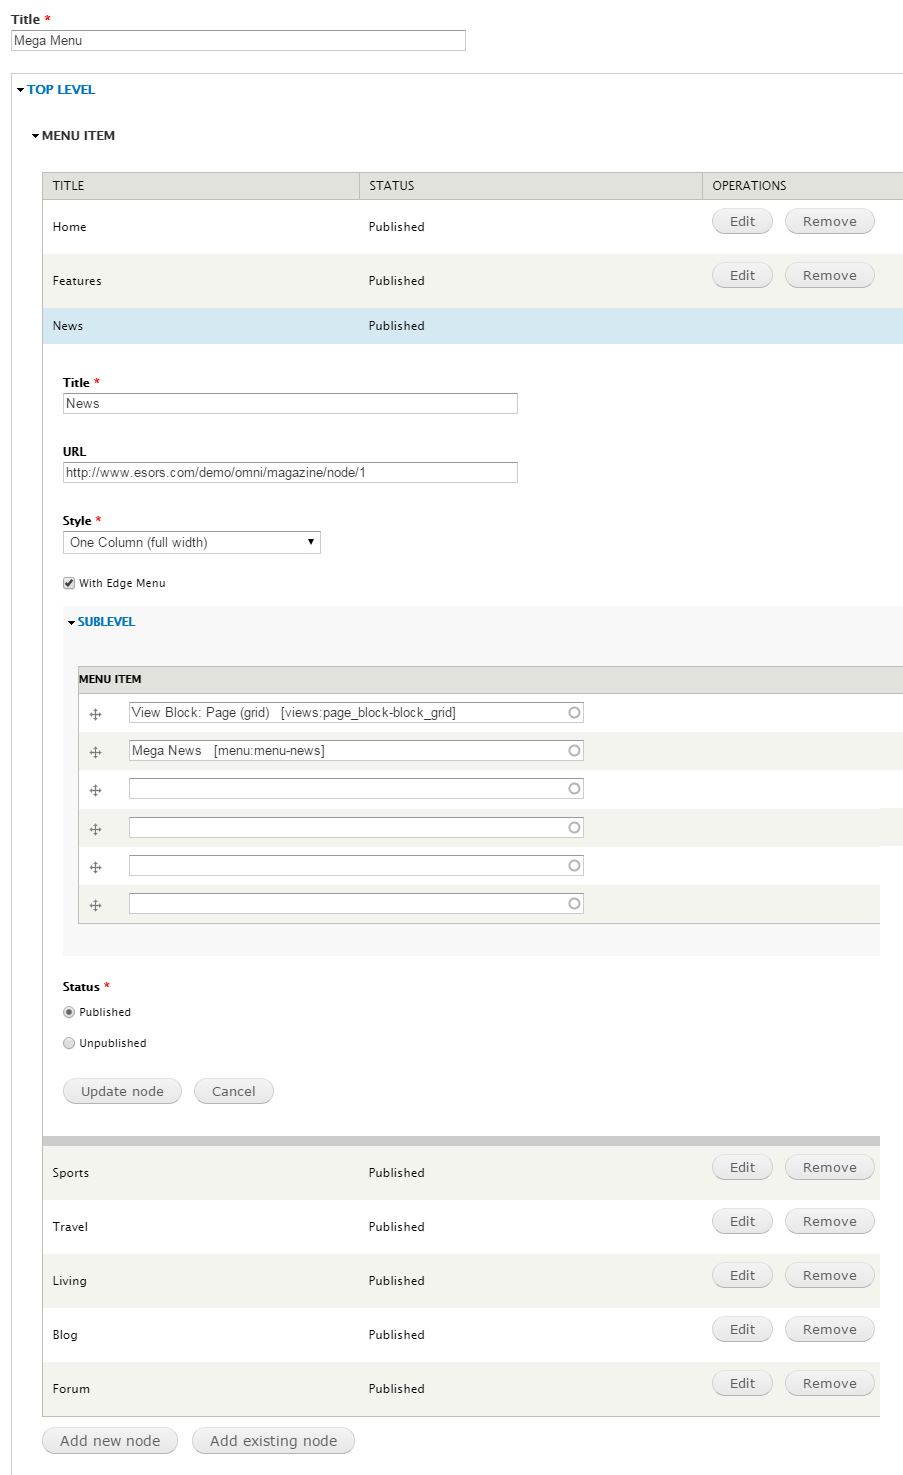 Title *
Mega Menu
TOP LEVEL
MENU ITEM
TITLE STATUS OPERATIONS
Home Published Edit Remove
Features Published Edit Remove
News Published
Title *
News
URL
http://www.esors.com/demo/omni/magazine/node/1
Style *
One Column (full width)
With Edge Menu
SUBLEVEL
MENU ITEM
View Block: Page (grid) [views:page_block-block_grid]
Mega News [menu:menu-news]
Status *
Published
Unpublished
Update node Cancel
Sports Published Edit Remove
Travel Published Edit Remove
Living Published Edit Remove
Blog Published Edit Remove
Forum Published Edit Remove
Add new node Add existing node